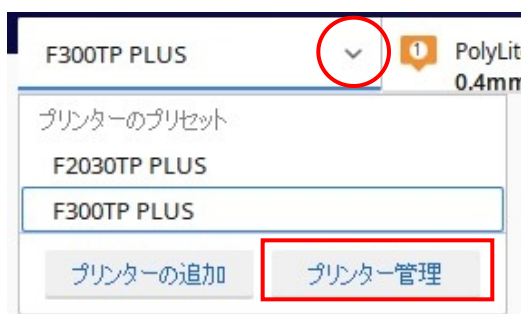 F300TP PLUS
1
PolyLit
0.4mm
プリンターのプリセット
F2030TP PLUS
F300TP PLUS
プリンターの追加
プリンター管理